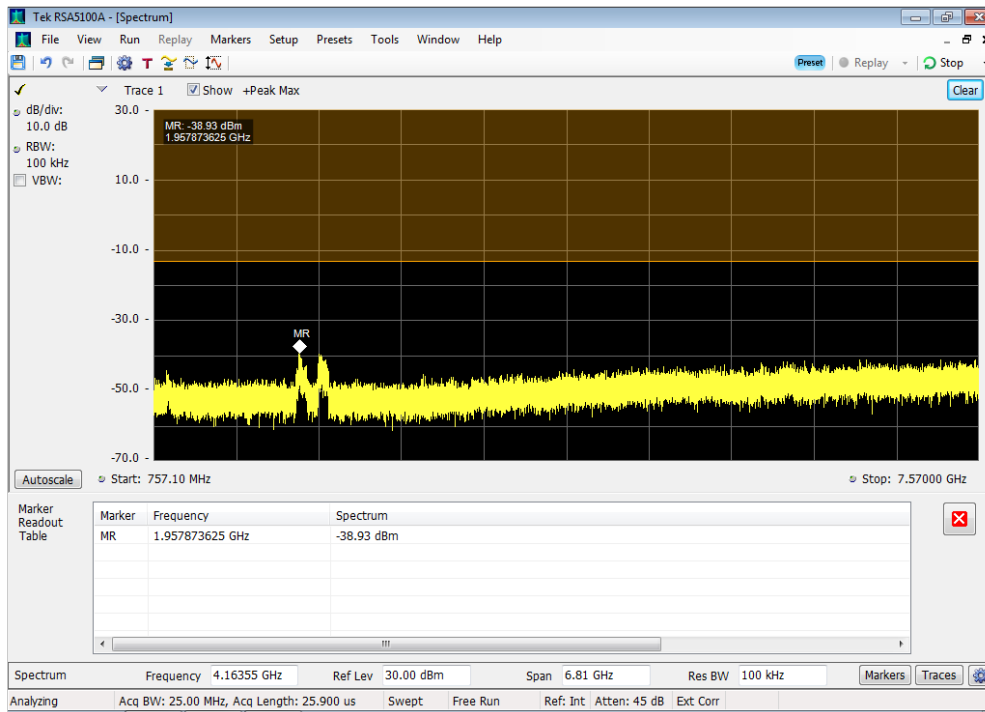 Tek RSA5100A - [Spectrum]
File View Run Replay Markers Setup Presets Tools Window Help
T Preset Replay Stop
Trace 1 Show +Peak Max Clear
dB/div:
10.0 dB
RBW:
100 kHz
VBW:
30.0
10.0
-10.0
-30.0
-50.0
-70.0
MR: -38.93 dBm
1.957873625 GHz
MR
Autoscale Start: 757.10 MHz Stop: 7.57000 GHz
Marker Readout Table
Marker Frequency Spectrum
MR 1.957873625 GHz -38.93 dBm
Spectrum Frequency 4.16355 GHz Ref Lev 30.00 dBm Span 6.81 GHz Res BW 100 kHz Markers Traces
Analyzing Acq BW: 25.00 MHz, Acq Length: 25.900 us Swept Free Run Ref: Int Atten: 45 dB Ext Corr